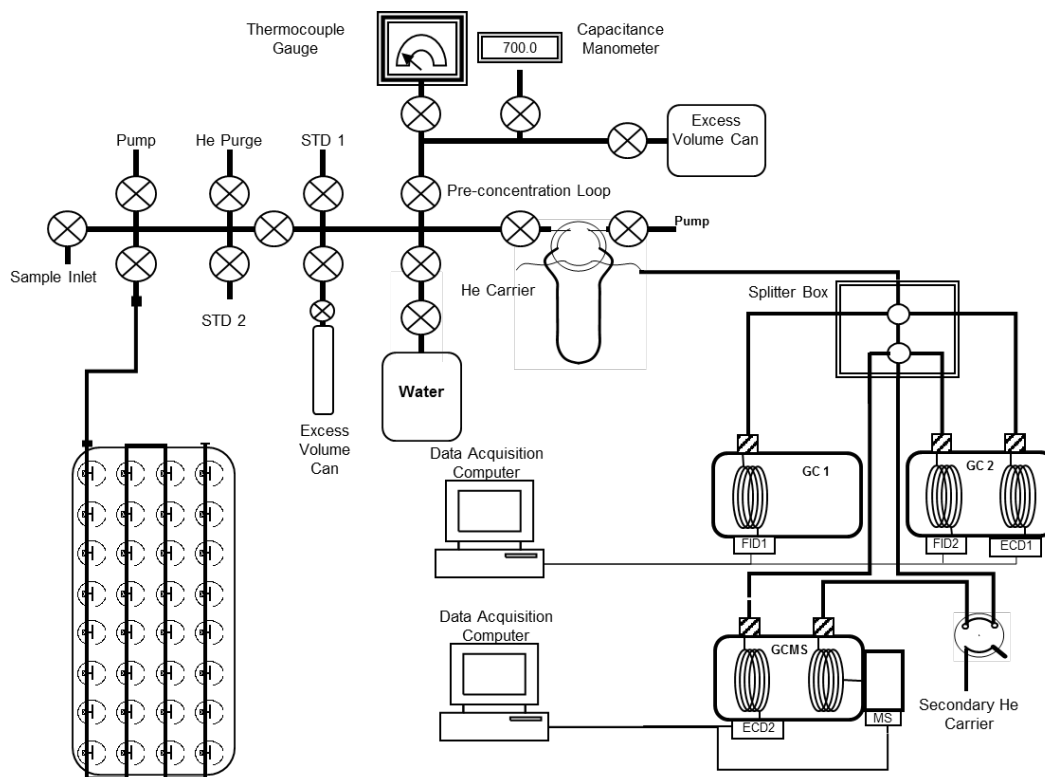 Thermocouple
Gauge
700.0
Capacitance
Manometer
Excess
Volume Can
Pump
He Purge
STD 1
Pre-concentration Loop
Pump
Sample Inlet
STD 2
He Carrier
Splitter Box
Water
Excess
Volume
Can
Data Acquisition
Computer
GC 1
GC 2
FID1
FID2
ECD1
Data Acquisition
Computer
GCMS
ECD2
MS
Secondary He
Carrier